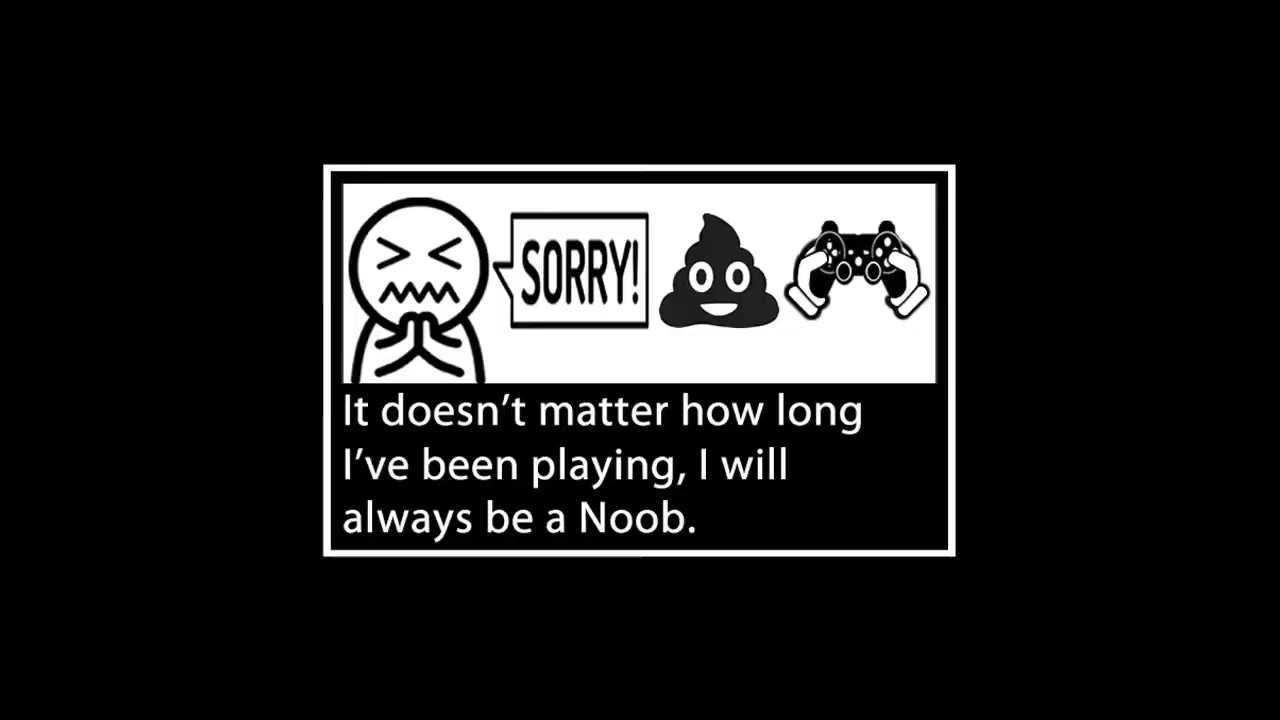 SORRY!
It doesn’t matter how long
I’ve been playing, I will
always be a Noob.